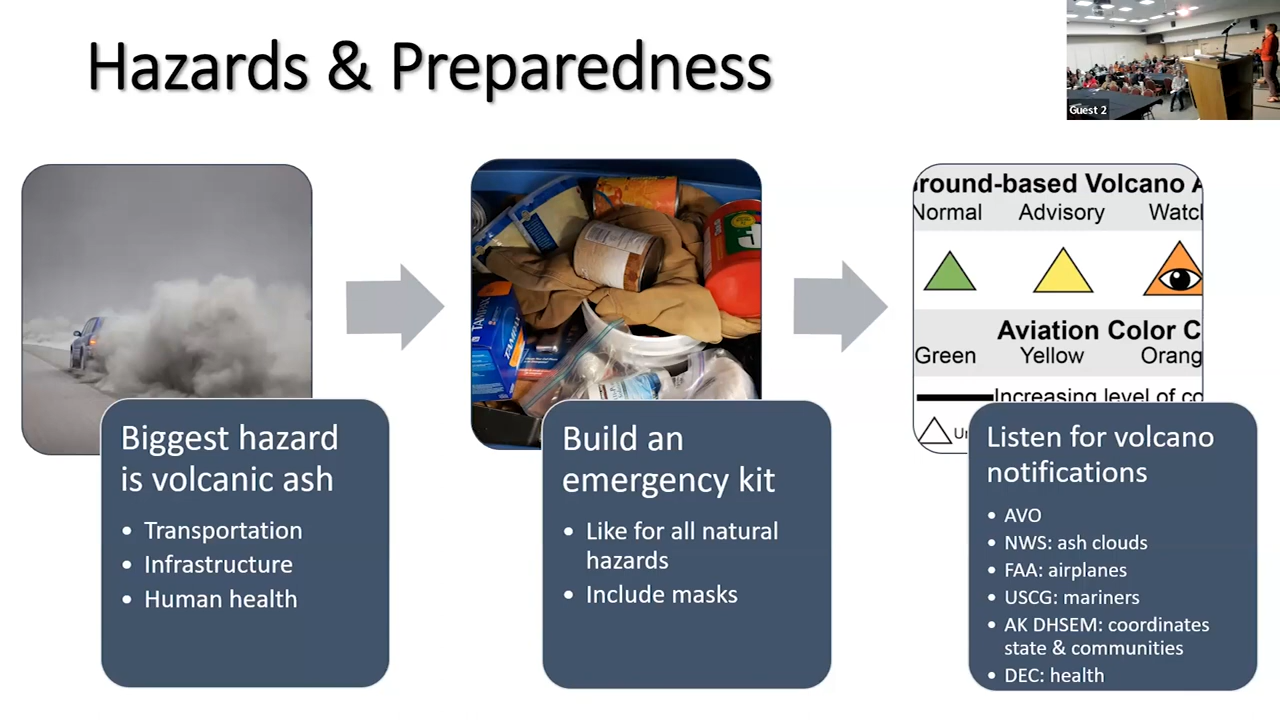 Hazards & Preparedness
Guest 2
Biggest hazard
is volcanic ash
• Transportation
• Infrastructure
• Human health
TAMPAX
Build an
emergency kit
• Like for all natural
hazards
• Include masks
round-based Volcano A
Normal Advisory Watc
Aviation Color C
Green Yellow Orang
Increasing level of co
Listen for volcano
notifications
• AVO
• NWS: ash clouds
• FAA: airplanes
• USCG: mariners
• AK DHSEM: coordinates
state & communities
• DEC: health